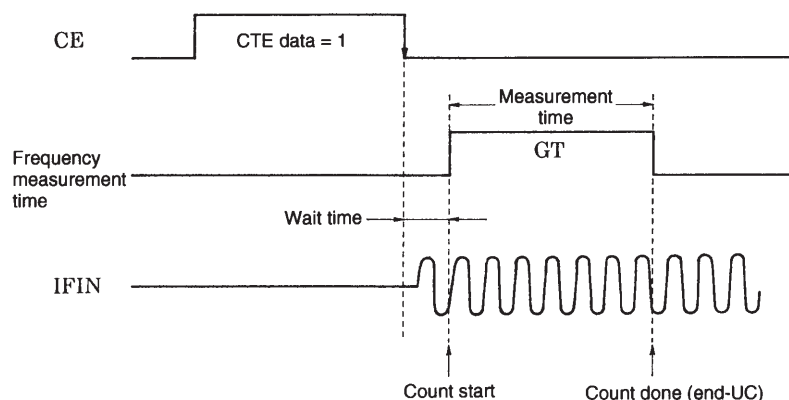 CE
CTE data = 1
Measurement
time
GT
Frequency
measurement
time
Wait time
IFIN
Count start
Count done (end-UC)